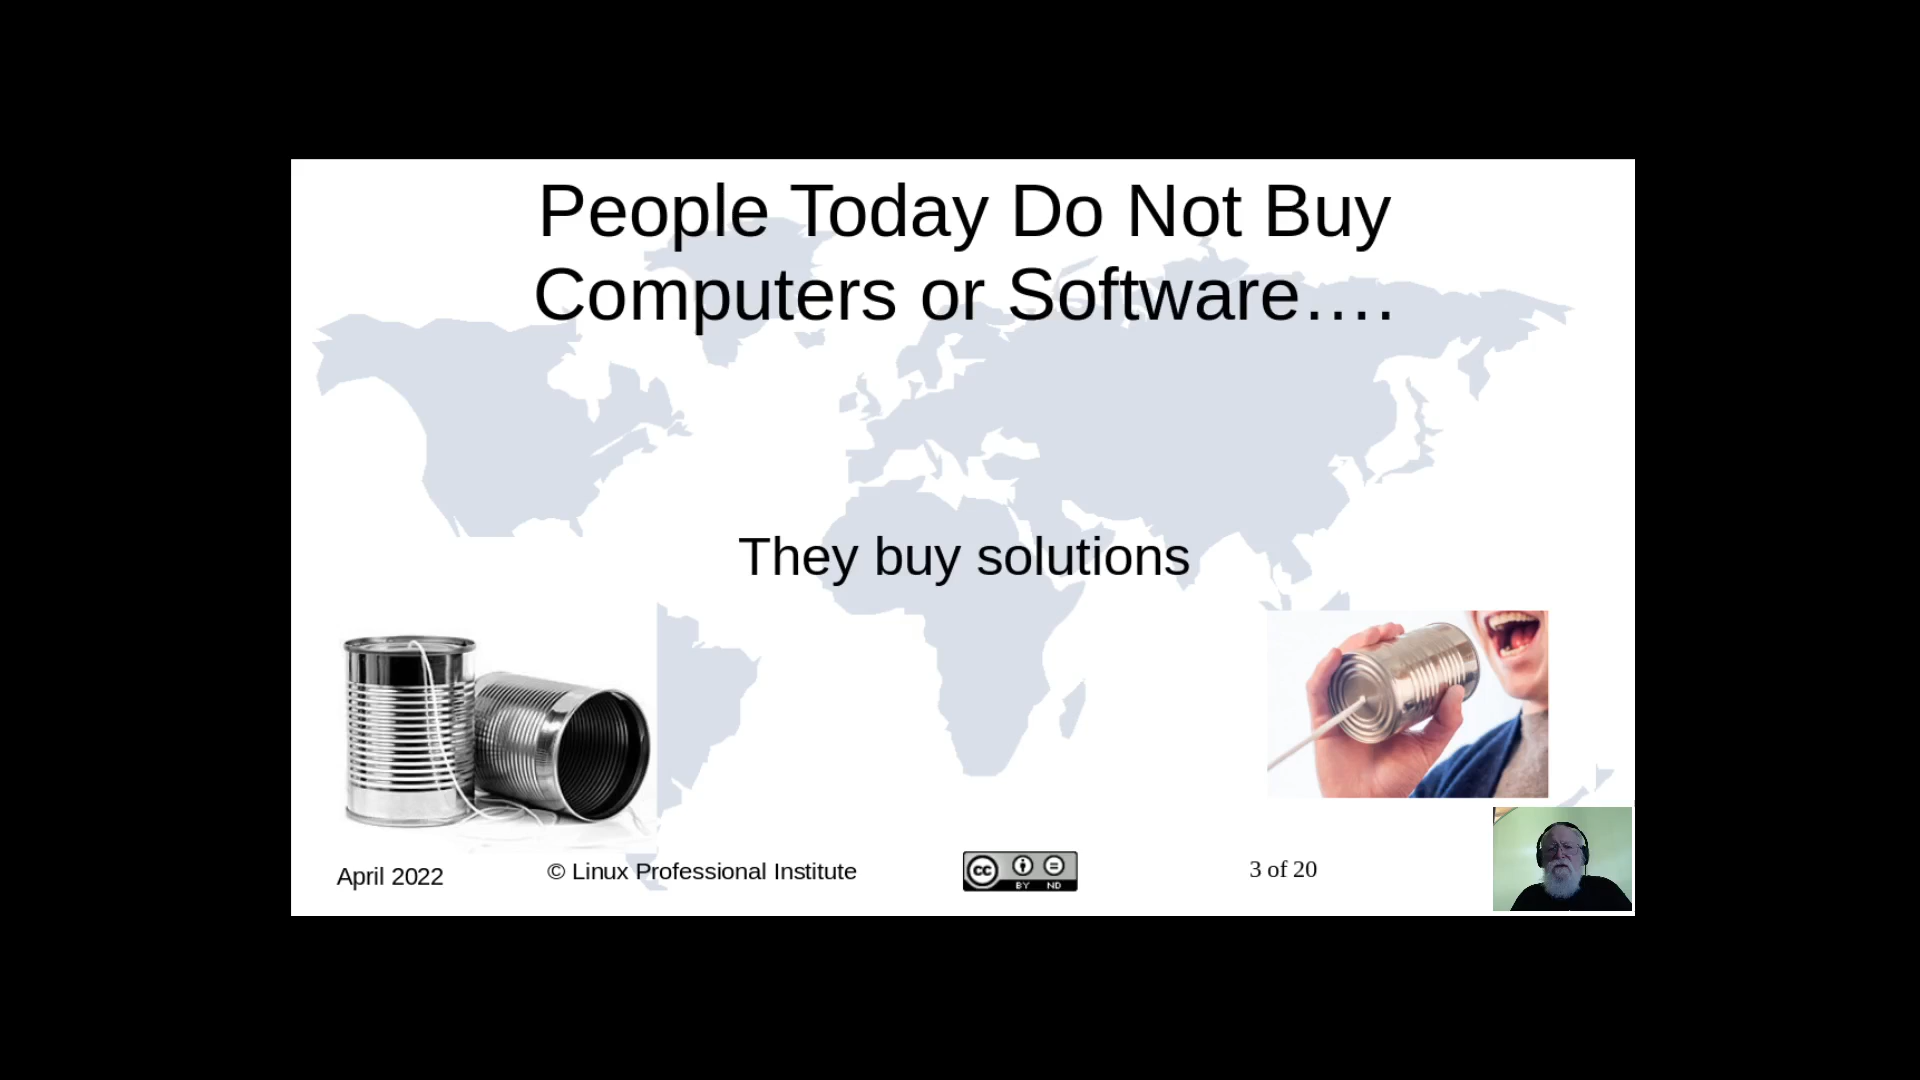 People Today Do Not Buy
Computers or Software….
They buy solutions
April 2022
© Linux Professional Institute
cc BY ND
3 of 20